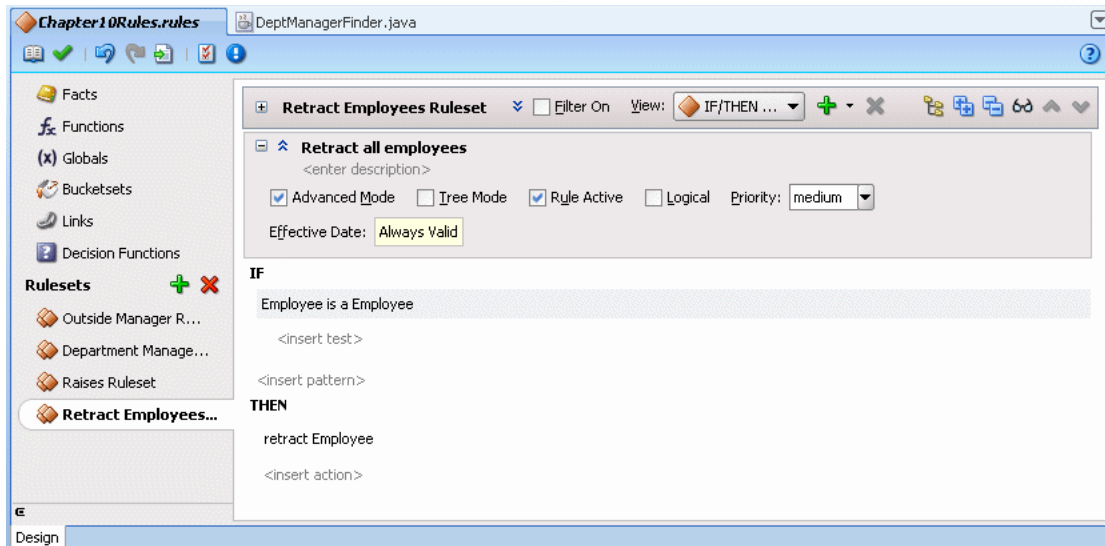 Chapter10Rules.rules
DeptManagerFinder.java
Facts
Functions
(x) Globals
Bucketsets
Links
Decision Functions
Rulesets
Outside Manager R...
Department Manage...
Raises Ruleset
Retract Employees...
Retract Employees Ruleset Filter On View: IF/THEN ...
Retract all employees
<enter description>
Advanced Mode Tree Mode Rule Active Logical Priority: medium
Effective Date: Always Valid
IF
Employee is a Employee
<insert test>
<insert pattern>
THEN
retract Employee
<insert action>
Design